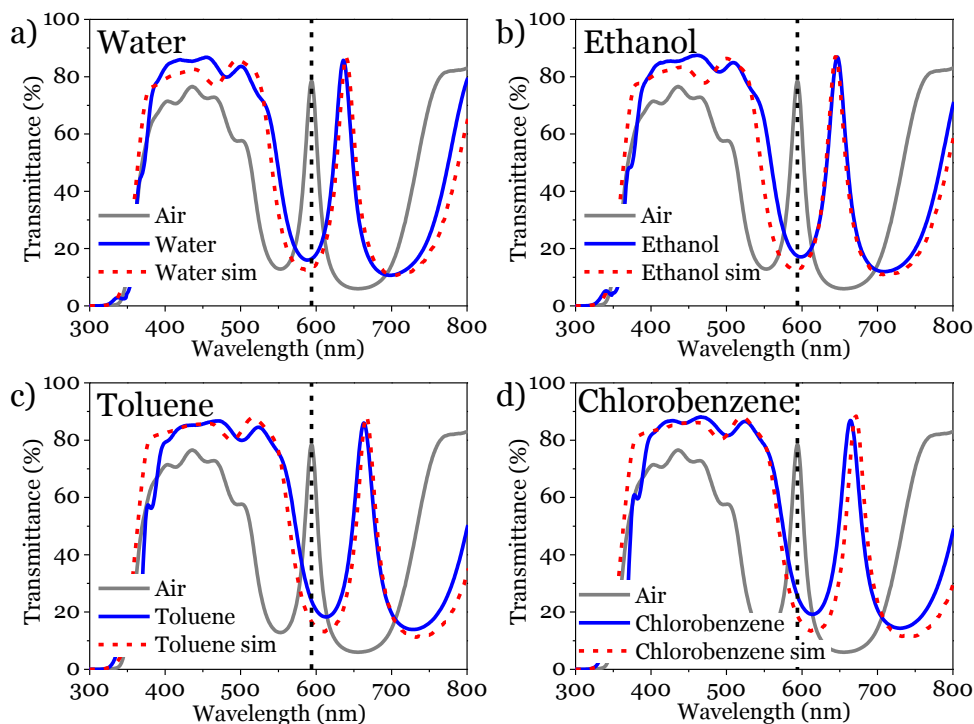 a) Water
Transmittance (%)
100
80
60
40
20
0
Air
Water
Water sim
300 400 500 600 700 800
Wavelength (nm)
b) Ethanol
Transmittance (%)
100
80
60
40
20
0
Air
Ethanol
Ethanol sim
300 400 500 600 700 800
Wavelength (nm)
c) Toluene
Transmittance (%)
100
80
60
40
20
0
Air
Toluene
Toluene sim
300 400 500 600 700 800
Wavelength (nm)
d) Chlorobenzene
Transmittance (%)
100
80
60
40
20
0
Air
Chlorobenzene
Chlorobenzene sim
300 400 500 600 700 800
Wavelength (nm)